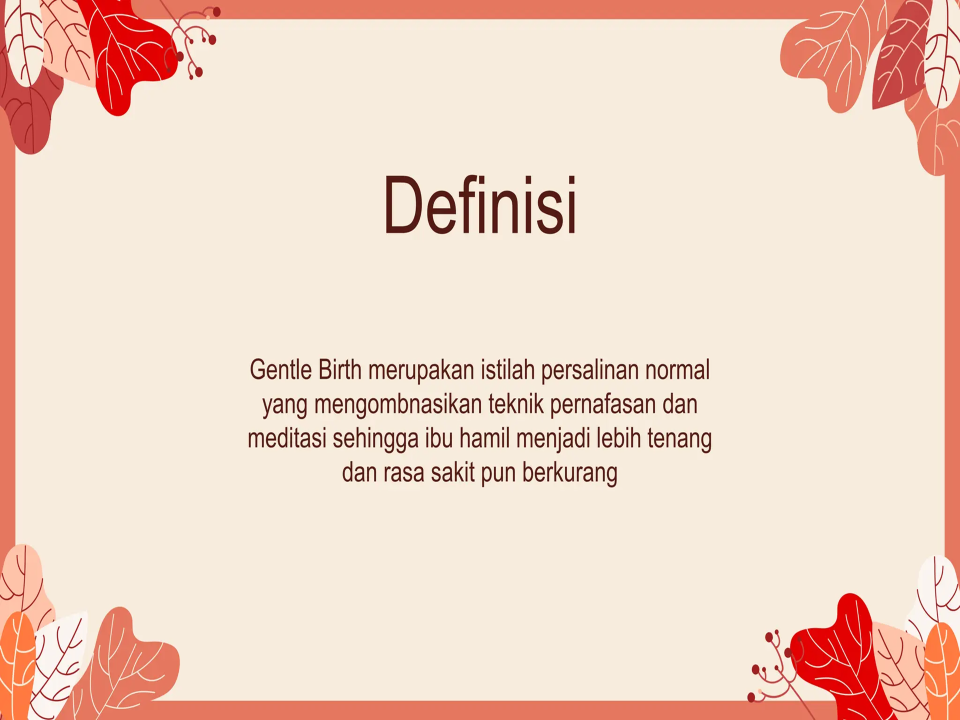 Definisi
Gentle Birth merupakan istilah persalinan normal
yang mengombnasikan teknik pernafasan dan
meditasi sehingga ibu hamil menjadi lebih tenang
dan rasa sakit pun berkurang